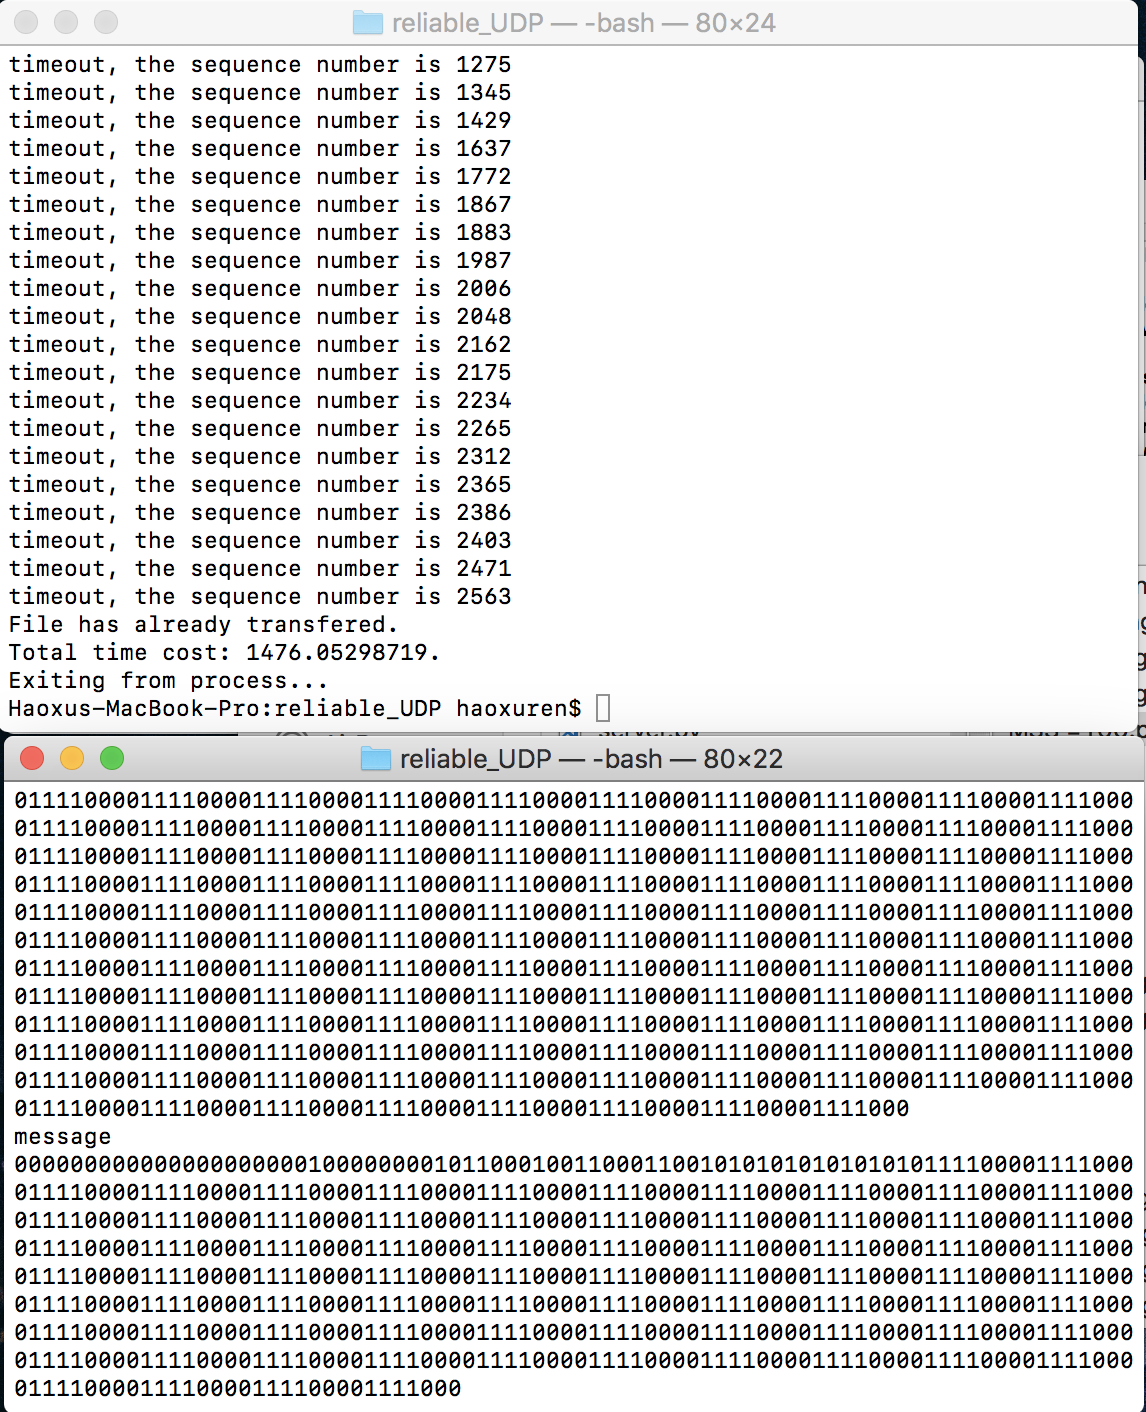 reliable_UDP — -bash — 80×24
timeout, the sequence number is 1275
timeout, the sequence number is 1345
timeout, the sequence number is 1429
timeout, the sequence number is 1637
timeout, the sequence number is 1772
timeout, the sequence number is 1867
timeout, the sequence number is 1883
timeout, the sequence number is 1987
timeout, the sequence number is 2006
timeout, the sequence number is 2048
timeout, the sequence number is 2162
timeout, the sequence number is 2175
timeout, the sequence number is 2234
timeout, the sequence number is 2265
timeout, the sequence number is 2312
timeout, the sequence number is 2365
timeout, the sequence number is 2386
timeout, the sequence number is 2403
timeout, the sequence number is 2471
timeout, the sequence number is 2563
File has already transfered.
Total time cost: 1476.05298719.
Exiting from process...
Haoxus-MacBook-Pro:reliable_UDP haoxuren$
reliable_UDP — -bash — 80×22
01111000011110000111100001111000011110000111100001111000011110000111100001111000
01111000011110000111100001111000011110000111100001111000011110000111100001111000
01111000011110000111100001111000011110000111100001111000011110000111100001111000
01111000011110000111100001111000011110000111100001111000011110000111100001111000
01111000011110000111100001111000011110000111100001111000011110000111100001111000
01111000011110000111100001111000011110000111100001111000011110000111100001111000
01111000011110000111100001111000011110000111100001111000011110000111100001111000
01111000011110000111100001111000011110000111100001111000011110000111100001111000
01111000011110000111100001111000011110000111100001111000011110000111100001111000
01111000011110000111100001111000011110000111100001111000011110000111100001111000
01111000011110000111100001111000011110000111100001111000011110000111100001111000
0111100001111000011110000111100001111000011110000111100001111000
message
00000000000000000000010000000010110001001100011001010101010101010111100001111000
01111000011110000111100001111000011110000111100001111000011110000111100001111000
01111000011110000111100001111000011110000111100001111000011110000111100001111000
01111000011110000111100001111000011110000111100001111000011110000111100001111000
01111000011110000111100001111000011110000111100001111000011110000111100001111000
01111000011110000111100001111000011110000111100001111000011110000111100001111000
01111000011110000111100001111000011110000111100001111000011110000111100001111000
01111000011110000111100001111000011110000111100001111000011110000111100001111000
01111000011110000111100001111000